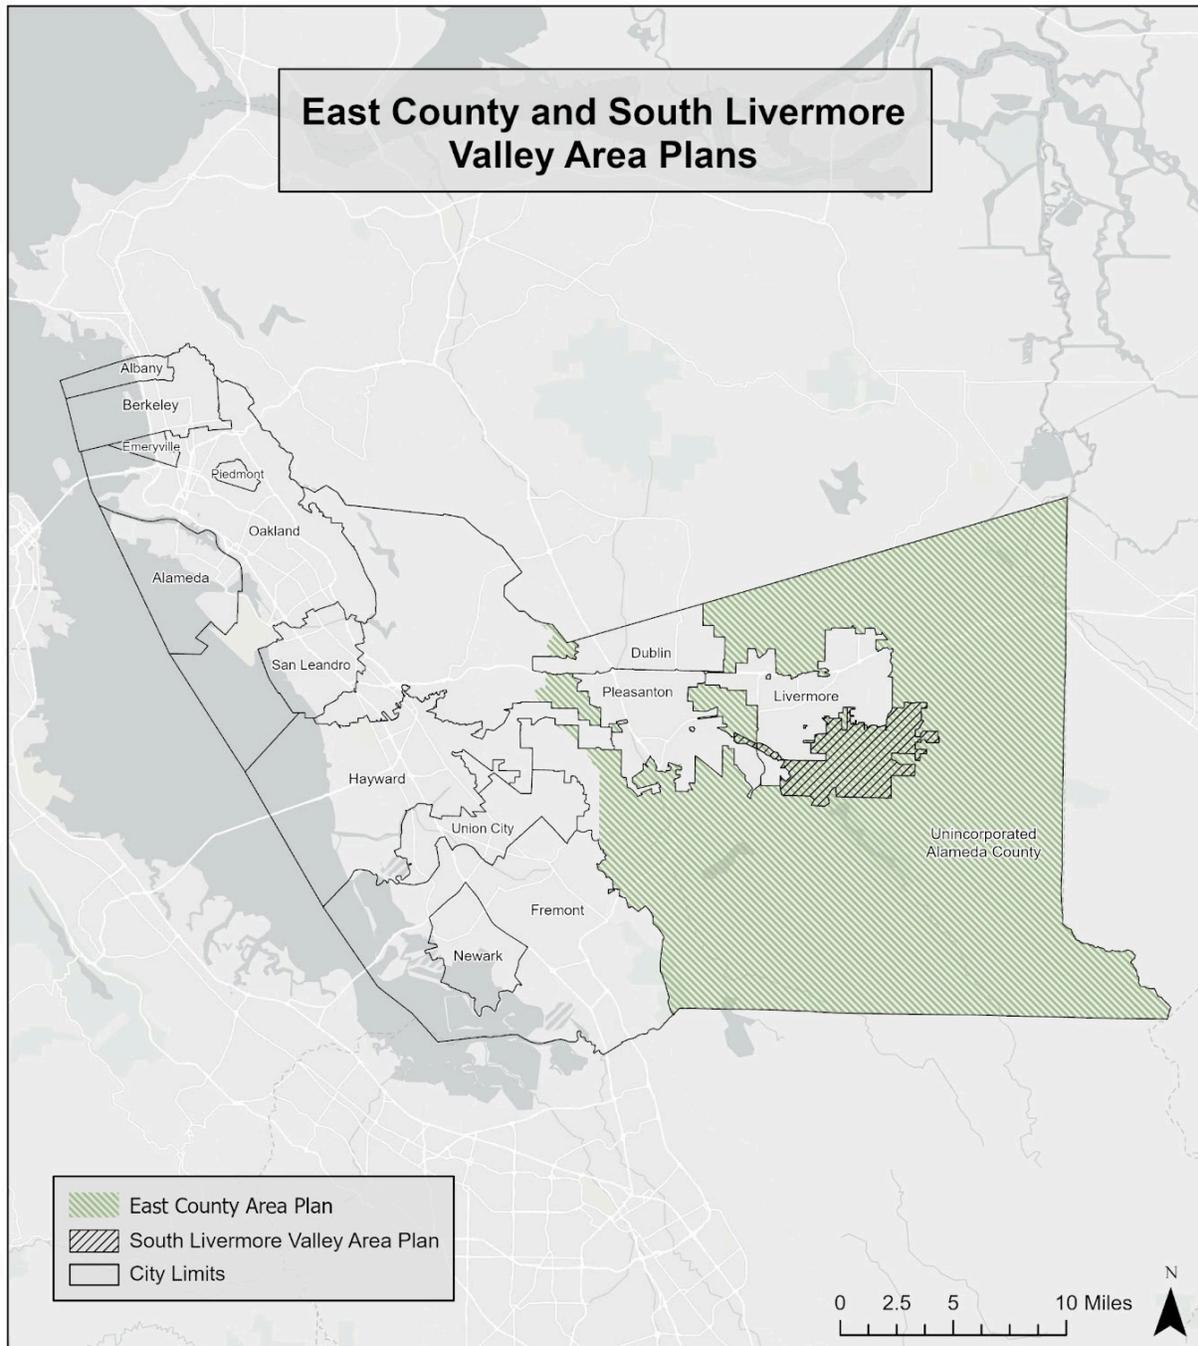 East County and South Livermore
Valley Area Plans
Albany
Berkeley
Emeryville
Piedmont
Oakland
Alameda
San Leandro
Dublin
Pleasanton
Livermore
Hayward
Union City
Unincorporated
Alameda County
Fremont
Newark
East County Area Plan
South Livermore Valley Area Plan
City Limits
N
0 2.5 5 10 Miles